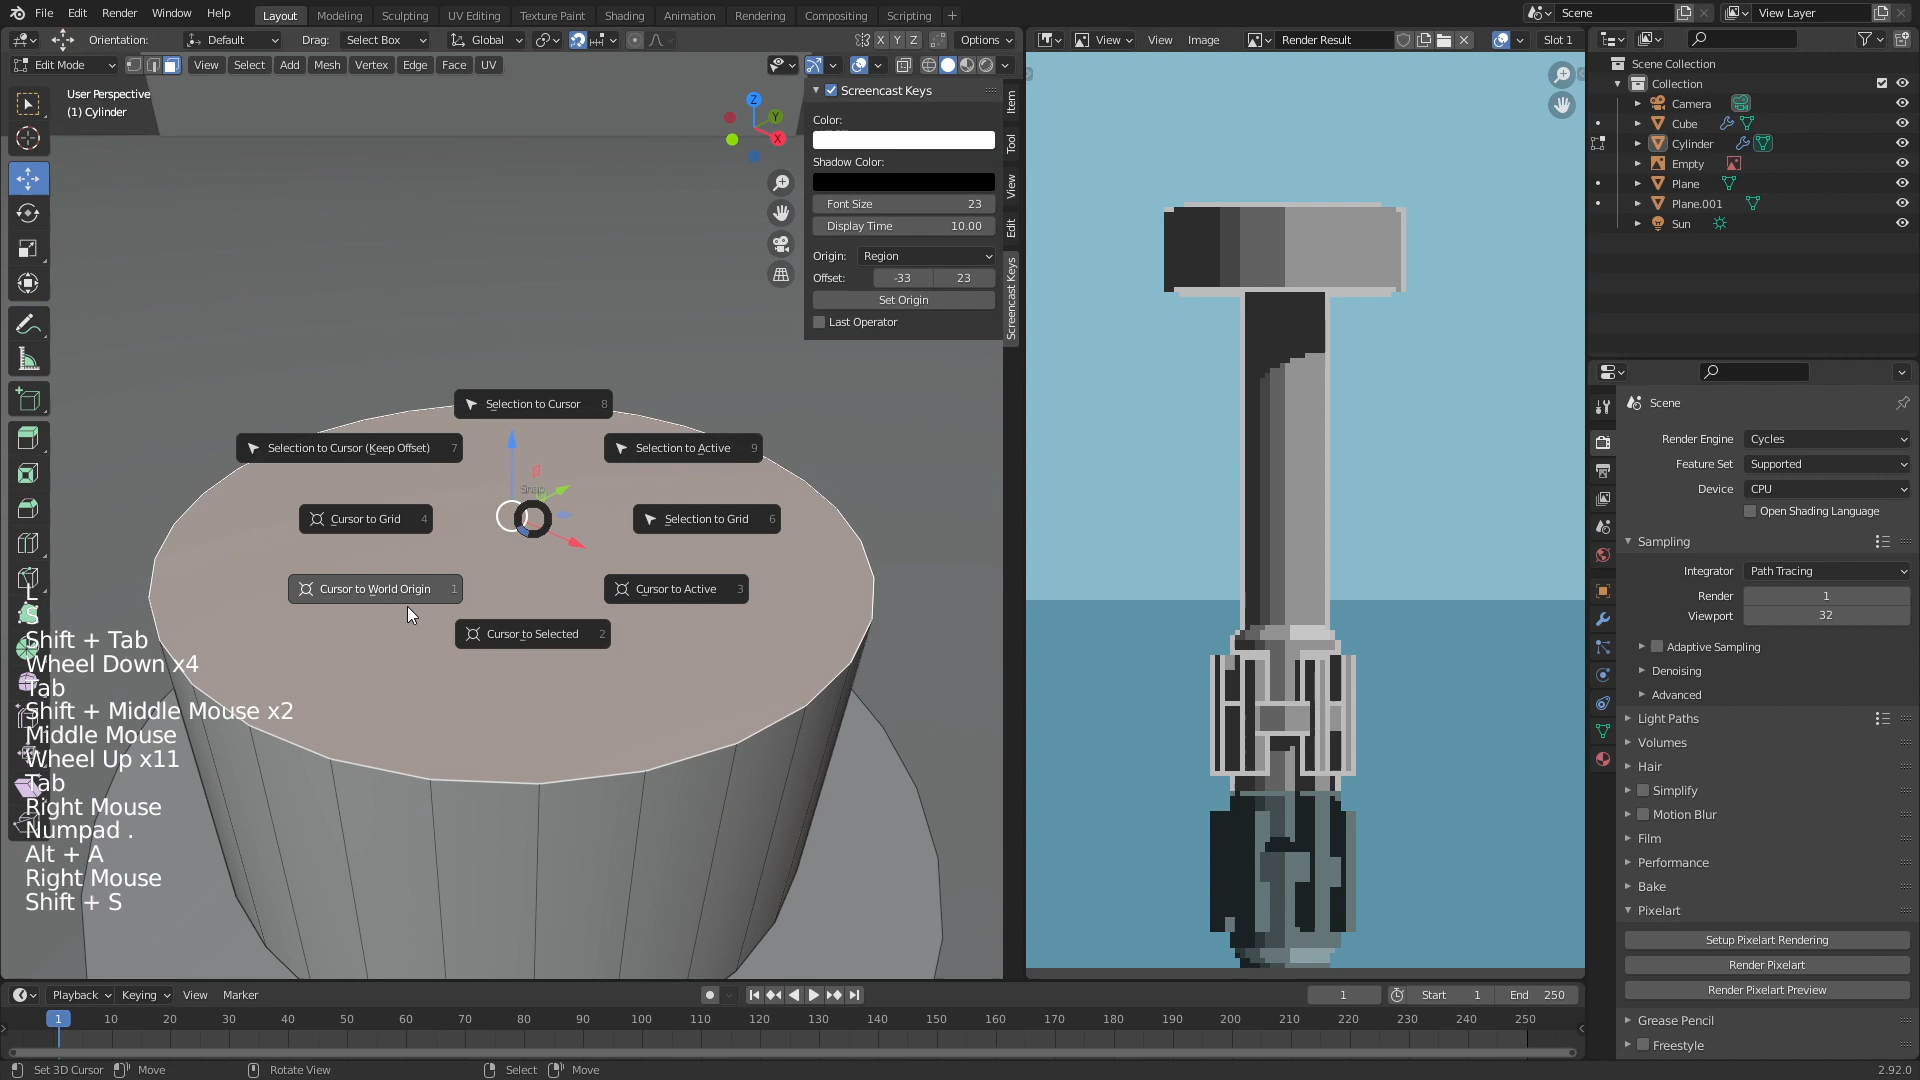 File Edit Render Window Help
Layout Modeling Sculpting UV Editing Texture Paint Shading Animation Rendering Compositing Scripting +
Scene
View Layer
Orientation: Default Drag: Select Box Global X Y Z Options
View View Image Render Result Slot 1
Edit Mode View Select Add Mesh Vertex Edge Face UV
User Perspective
(1) Cylinder
Z
Y
X
Screencast Keys
Color:
Shadow Color:
Font Size 23
Display Time 10.00
Origin: Region
Offset: -33 23
Set Origin
Last Operator
Item
Tool
View
Edit
Screencast Keys
Selection to Cursor 8
Selection to Cursor (Keep Offset) 7
Selection to Active 9
Snap
Cursor to Grid 4
Selection to Grid 6
Cursor to World Origin 1
Cursor to Active 3
Cursor to Selected 2
L
S
Shift + Tab
Wheel Down x4
Tab
Shift + Middle Mouse x2
Middle Mouse
Wheel Up x11
Tab
Right Mouse
Numpad .
Alt + A
Right Mouse
Shift + S
Scene Collection
Collection
Camera
Cube
Cylinder
Empty
Plane
Plane.001
Sun
Scene
Render Engine Cycles
Feature Set Supported
Device CPU
Open Shading Language
Sampling
Integrator Path Tracing
Render 1
Viewport 32
Adaptive Sampling
Denoising
Advanced
Light Paths
Volumes
Hair
Simplify
Motion Blur
Film
Performance
Bake
Pixelart
Setup Pixelart Rendering
Render Pixelart
Render Pixelart Preview
Grease Pencil
Freestyle
Playback Keying View Marker
1 Start 1 End 250
1 10 20 30 40 50 60 70 80 90 100 110 120 130 140 150 160 170 180 190 200 210 220 230 240 250
Set 3D Cursor Move Rotate View Select Move 2.92.0